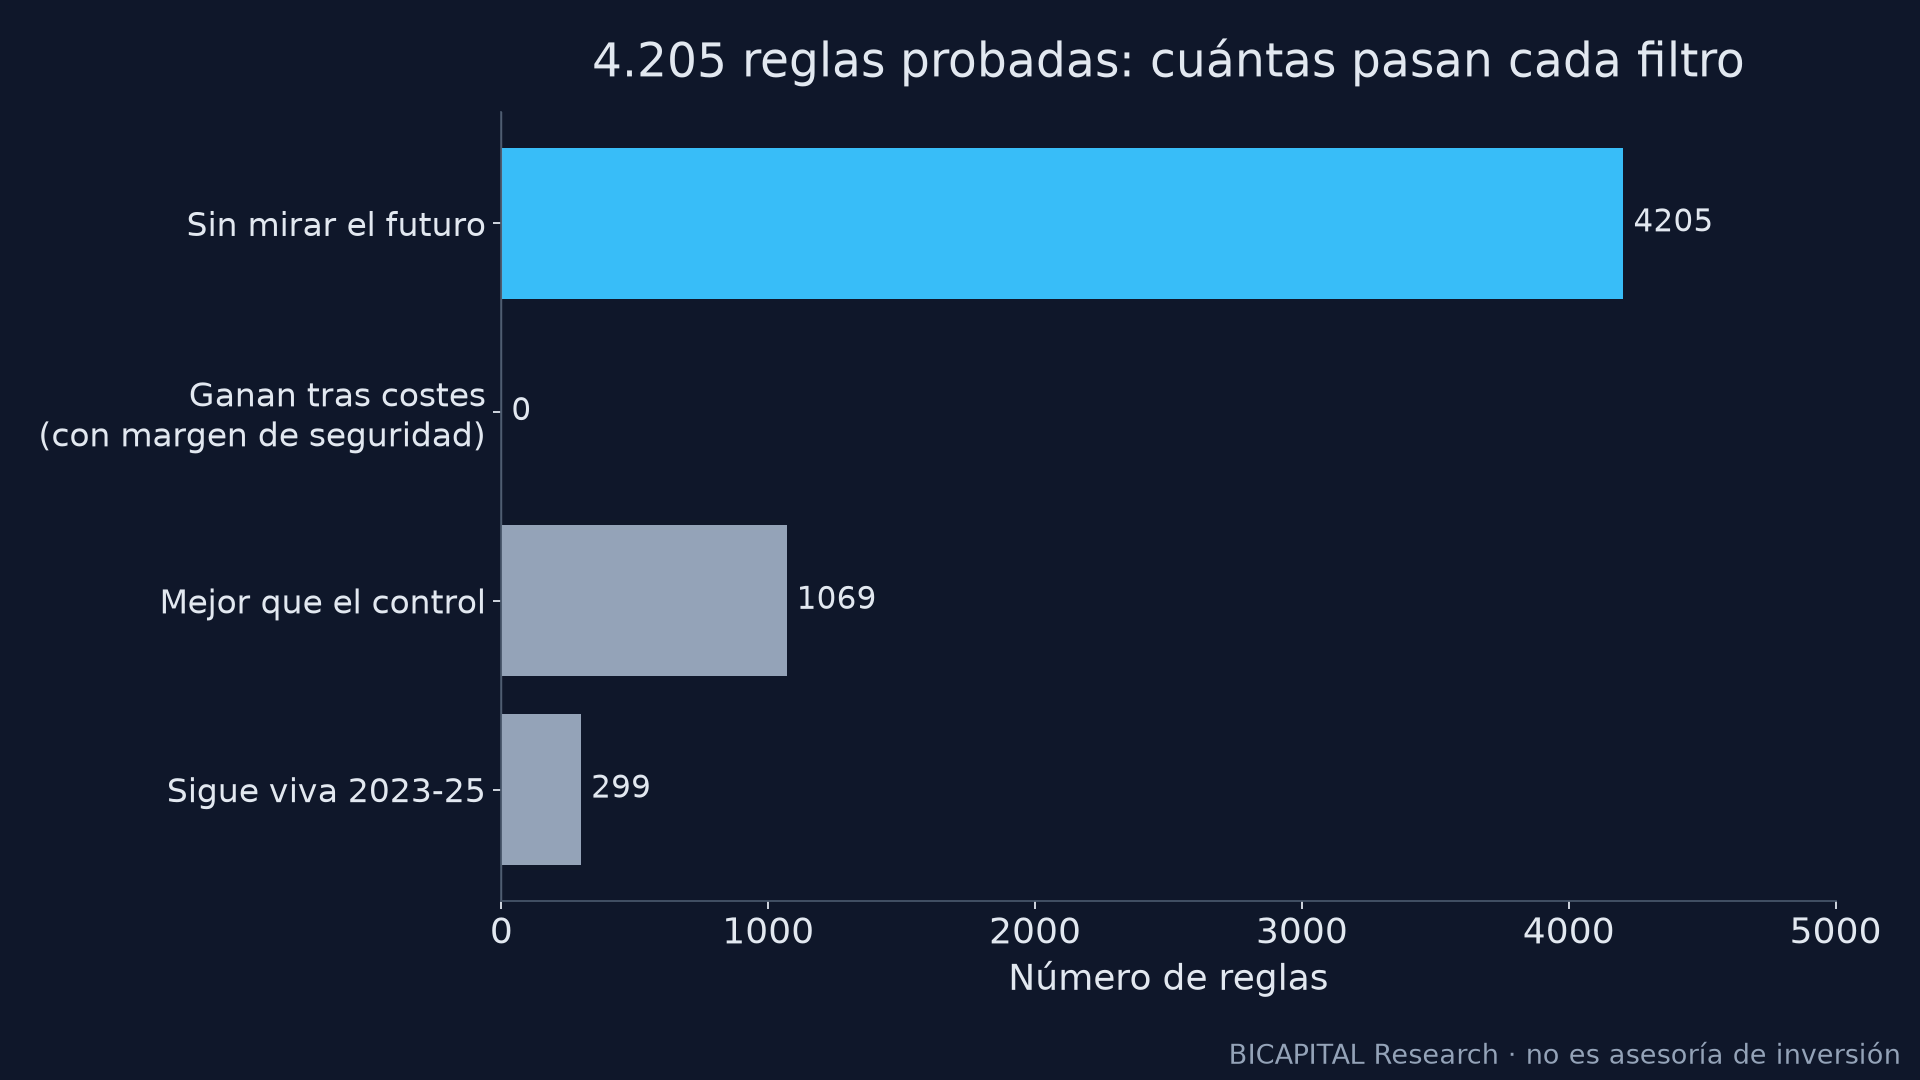 4.205 reglas probadas: cuántas pasan cada filtro
Sin mirar el futuro
4205
Ganan tras costes
(con margen de seguridad)
0
Mejor que el control
1069
Sigue viva 2023-25
299
0 1000 2000 3000 4000 5000
Número de reglas
BICAPITAL Research · no es asesoría de inversión